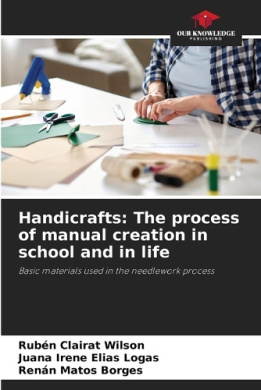 OUR KNOWLEDGE
PUBLISHING
Handicrafts: The process
of manual creation in
school and in life
Basic materials used in the needlework process
Rubén Clairat Wilson
Juana Irene Elias Logas
Renán Matos Borges